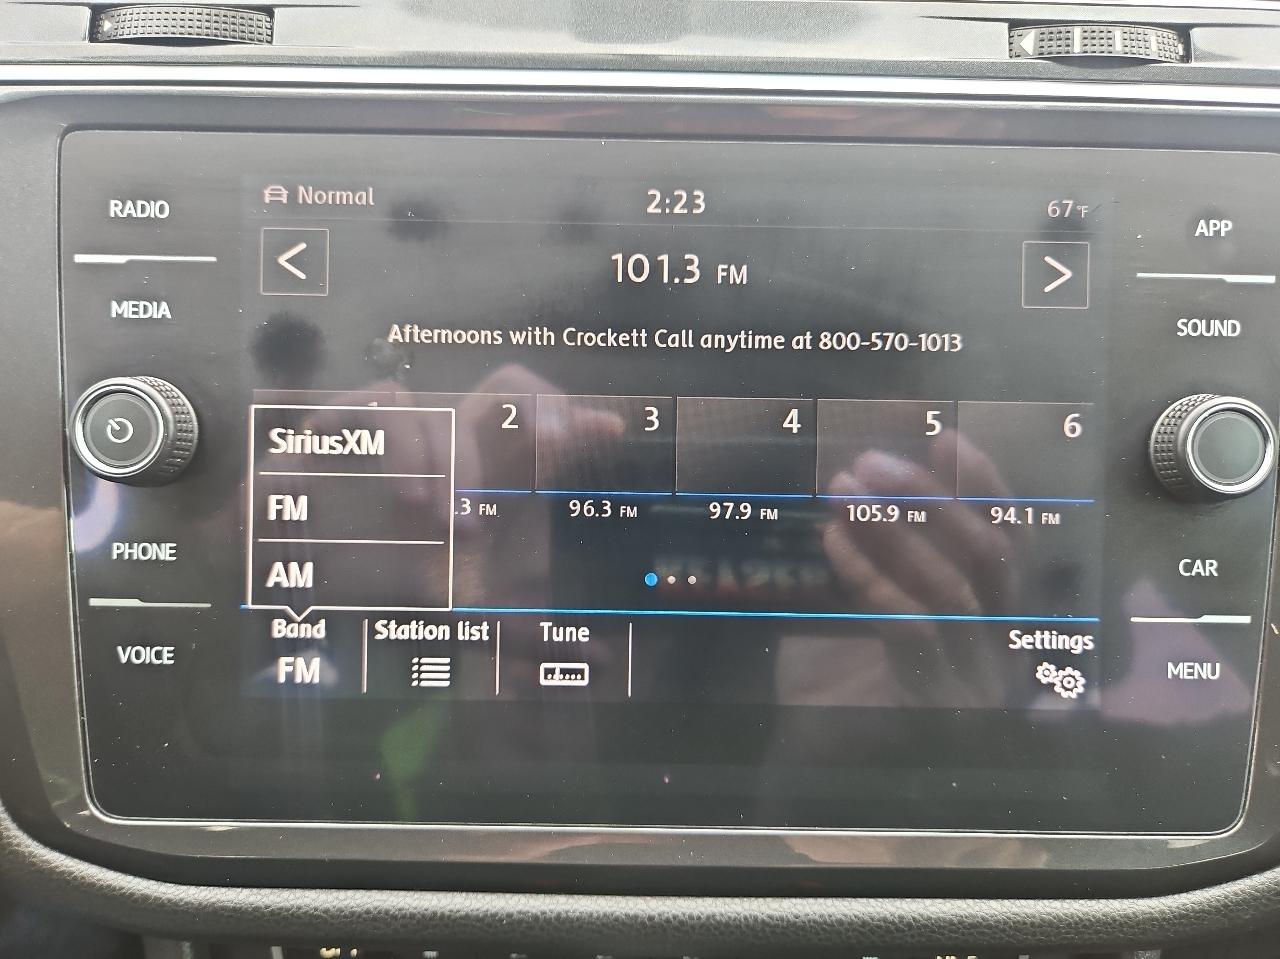 RADIO
MEDIA
PHONE
VOICE
Normal
2:23
67°F
< 101.3 FM >
Afternoons with Crockett Call anytime at 800-570-1013
2 3 4 5 6
.3 FM 96.3 FM 97.9 FM 105.9 FM 94.1 FM
SiriusXM
FM
AM
Band
FM
Station list
Tune
Settings
APP
SOUND
CAR
MENU